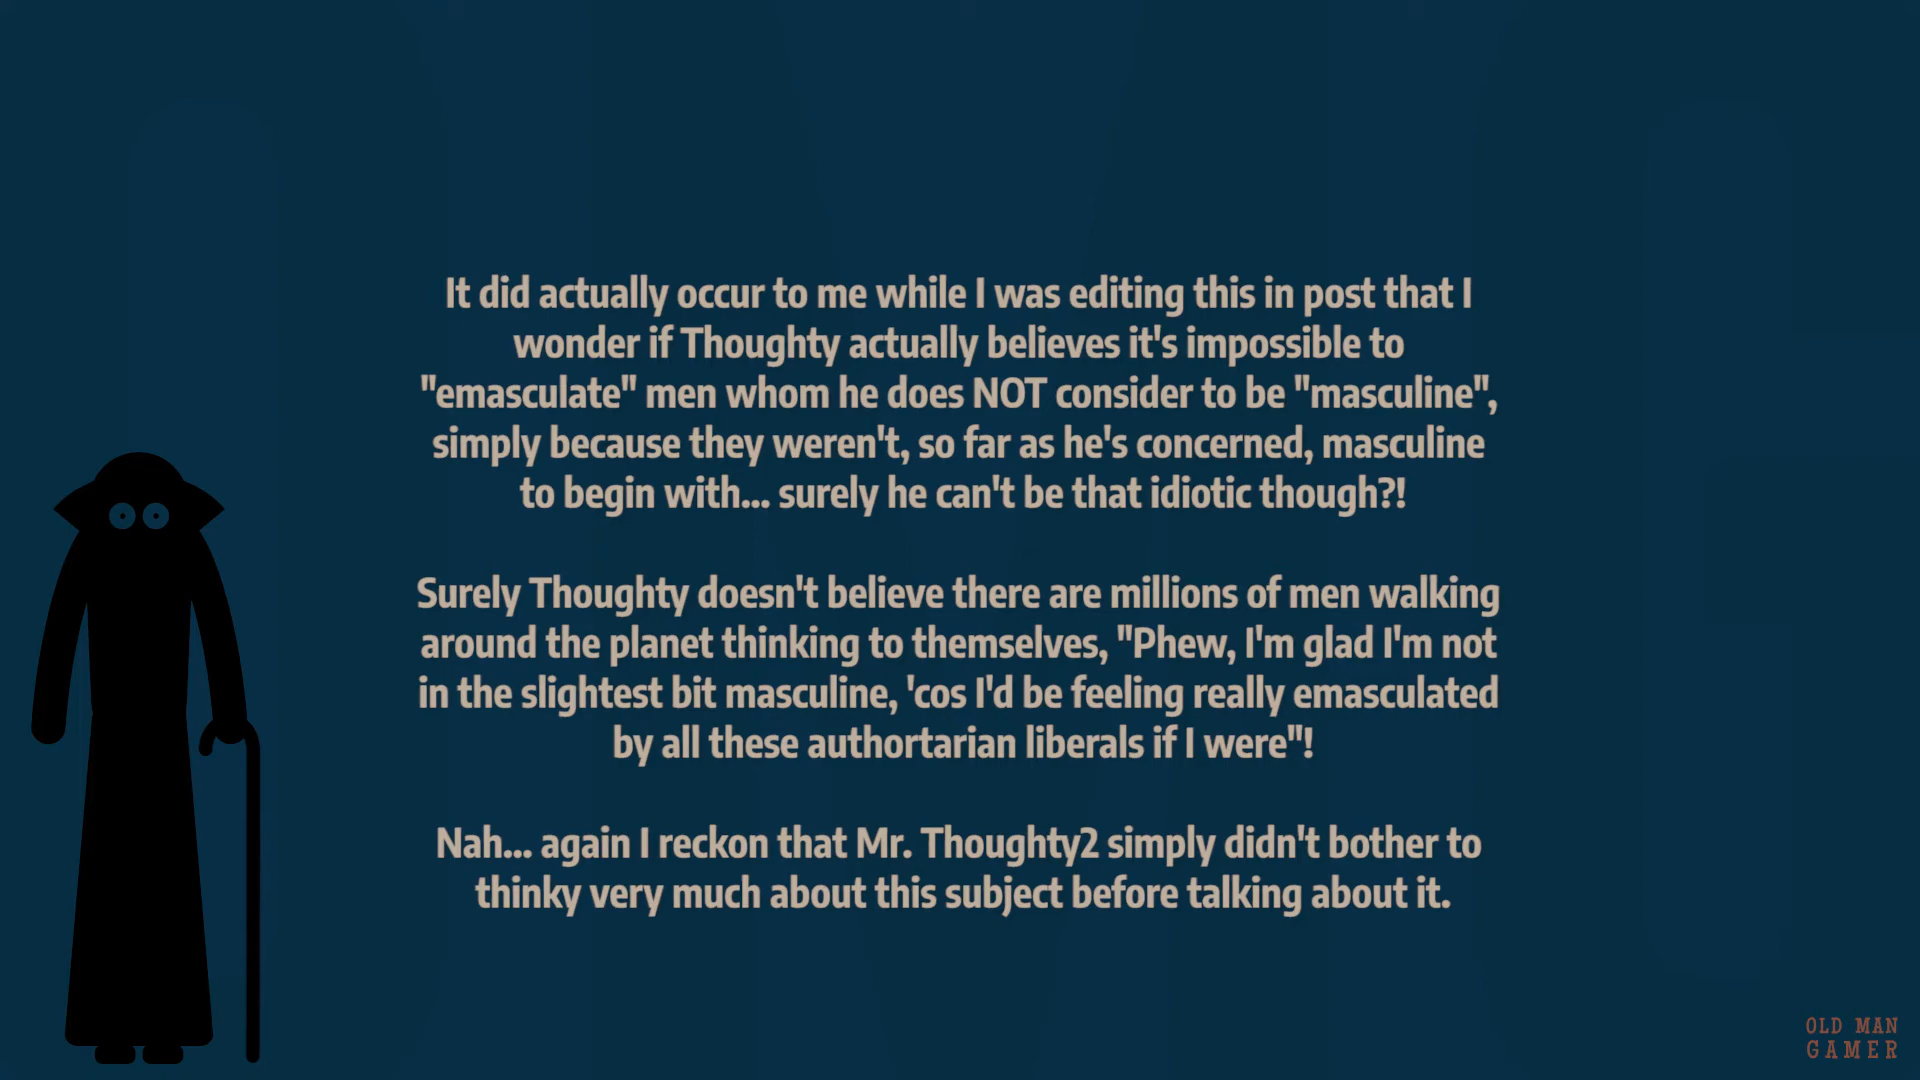 It did actually occur to me while I was editing this in post that I
wonder if Thoughty actually believes it's impossible to
"emasculate" men whom he does NOT consider to be "masculine",
simply because they weren't, so far as he's concerned, masculine
to begin with... surely he can't be that idiotic though?!
Surely Thoughty doesn't believe there are millions of men walking
around the planet thinking to themselves, "Phew, I'm glad I'm not
in the slightest bit masculine, 'cos I'd be feeling really emasculated
by all these authortarian liberals if I were"!
Nah... again I reckon that Mr. Thoughty2 simply didn't bother to
thinky very much about this subject before talking about it.
OLD MAN
GAMER